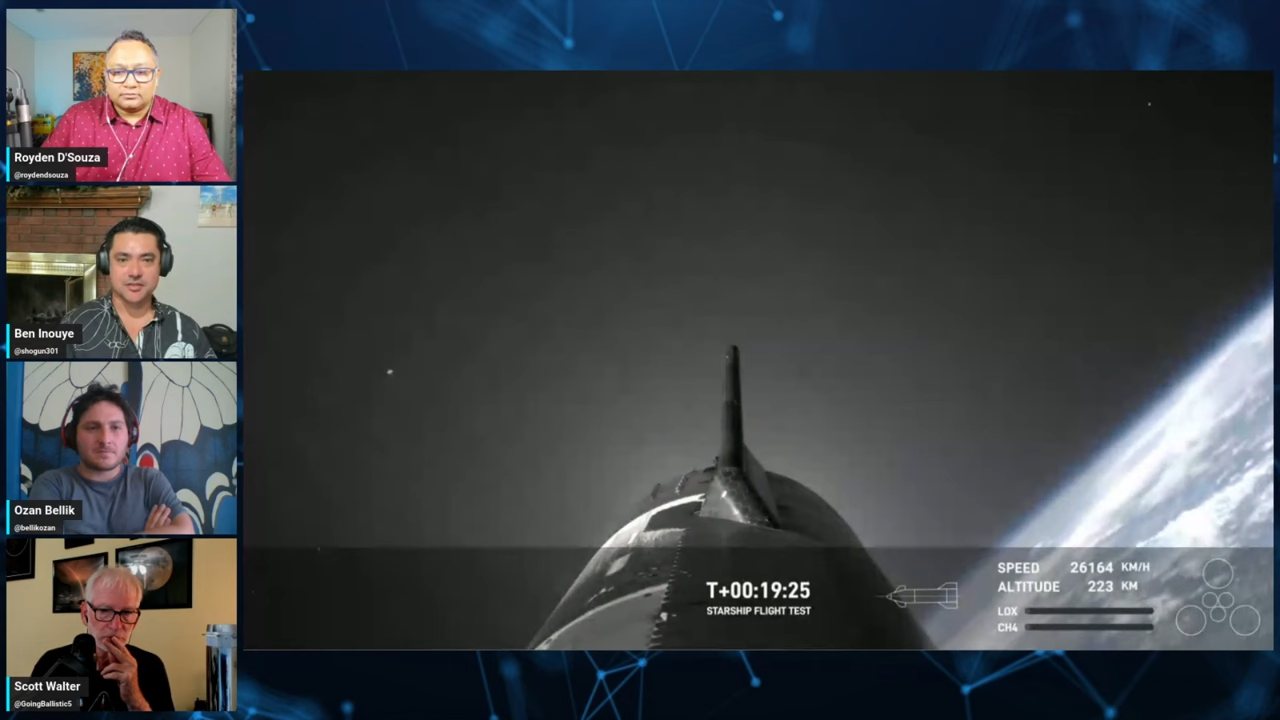 Royden D'Souza
@roydendsouza
Ben Inouye
@shogun301
Ozan Bellik
@bellikozan
Scott Walter
@GoingBallistic5
T+00:19:25
STARSHIP FLIGHT TEST
SPEED 26164 KM/H
ALTITUDE 223 KM
LOX
CH4